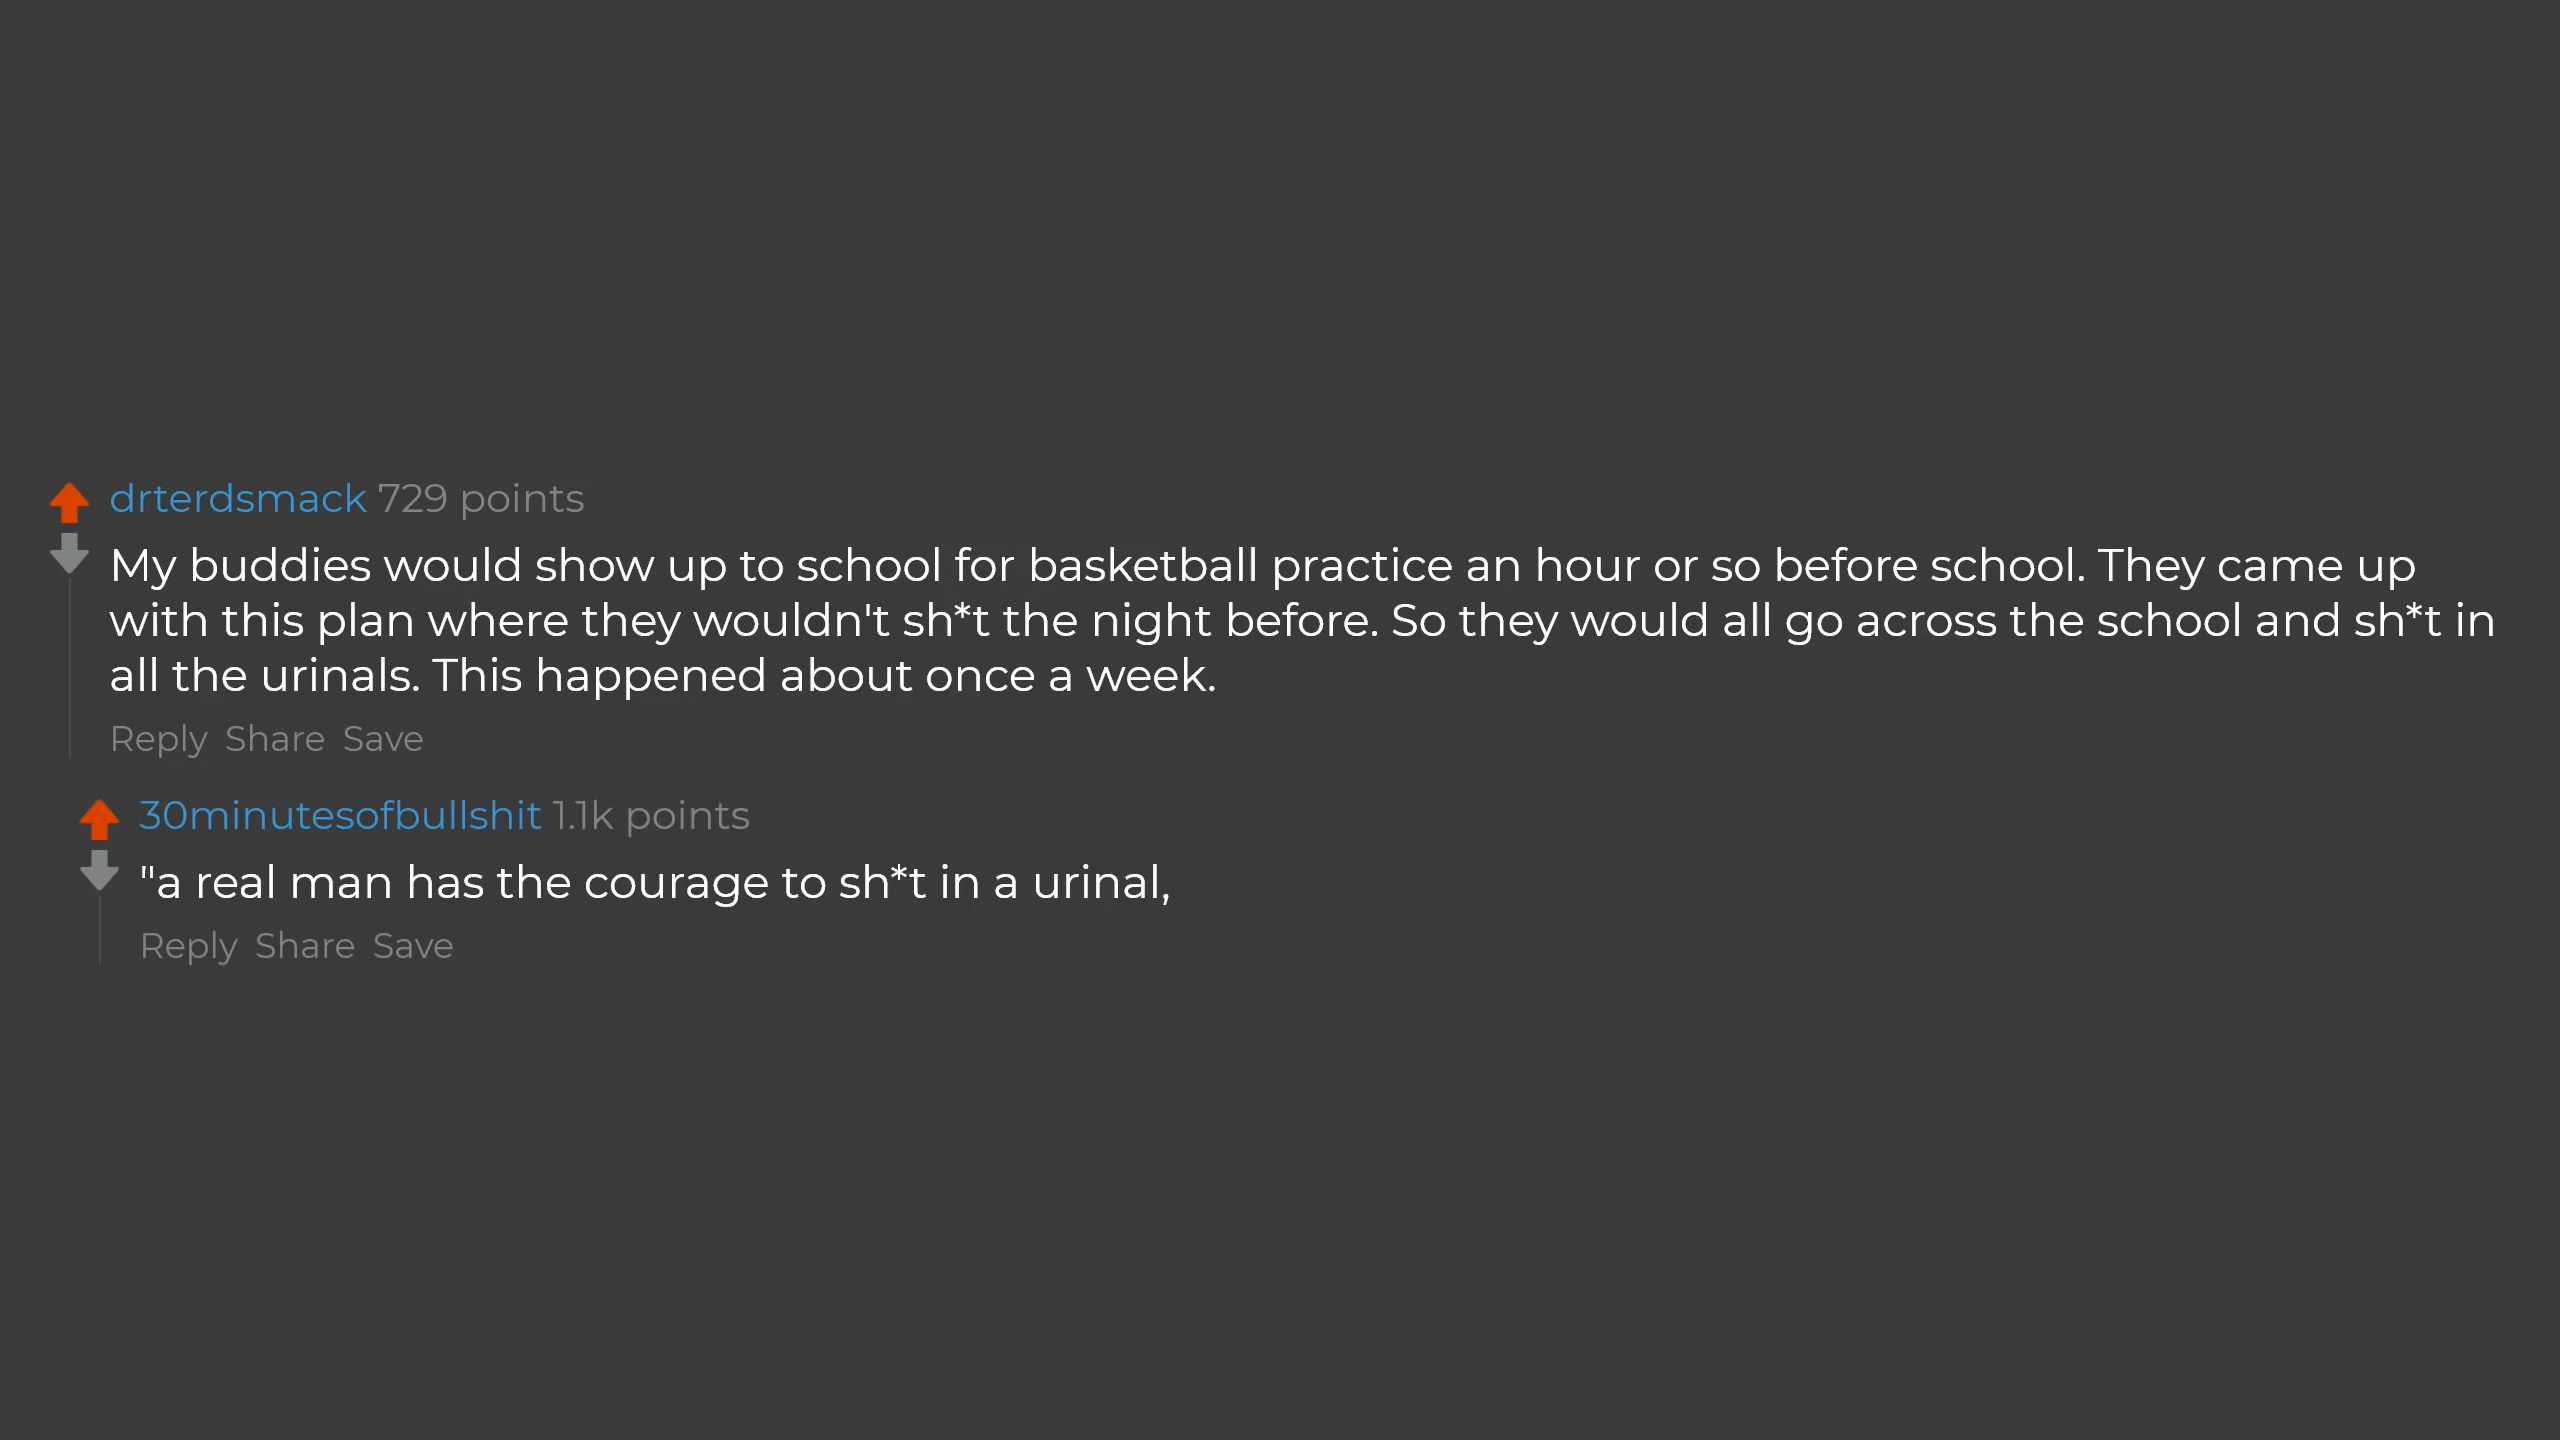 drterdsmack 729 points
My buddies would show up to school for basketball practice an hour or so before school. They came up
with this plan where they wouldn't sh*t the night before. So they would all go across the school and sh*t in
all the urinals. This happened about once a week.
Reply Share Save
30minutesofbullshit 1.1k points
"a real man has the courage to sh*t in a urinal,
Reply Share Save